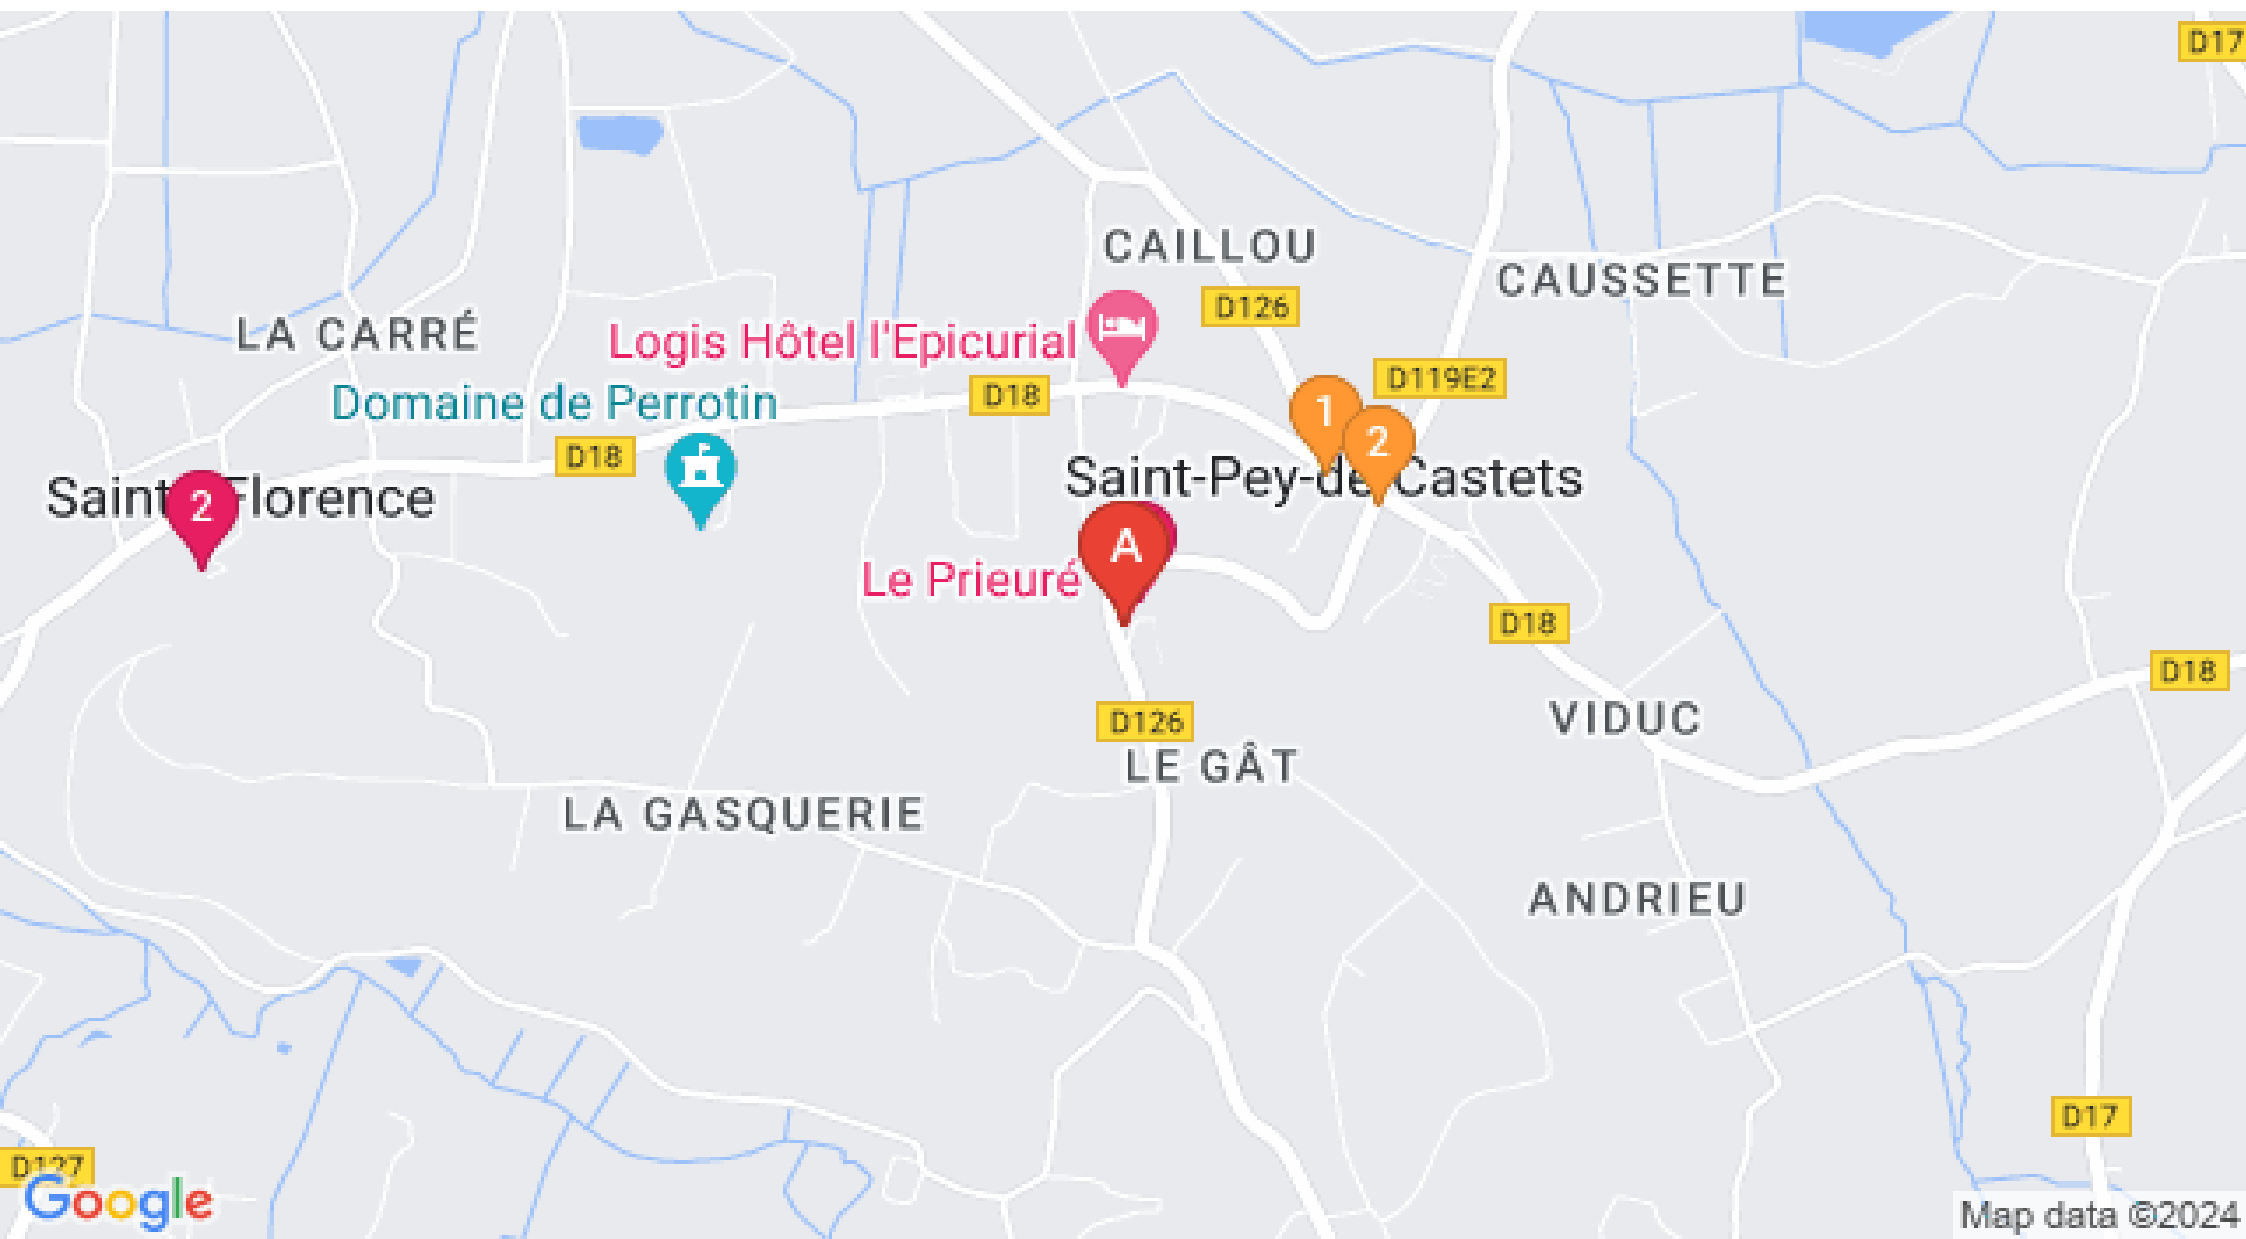 D17
CAILLOU
CAUSSETTE
D126
LA CARRÉ
Logis Hôtel l'Epicurial
D119E2
Domaine de Perrotin
D18
1
2
D18
Saint-Pey-de-Castets
Saint Florence
2
A
Le Prieuré
D18
D18
D126
VIDUC
LE GÂT
LA GASQUERIE
ANDRIEU
D17
D127
Google
Map data ©2024